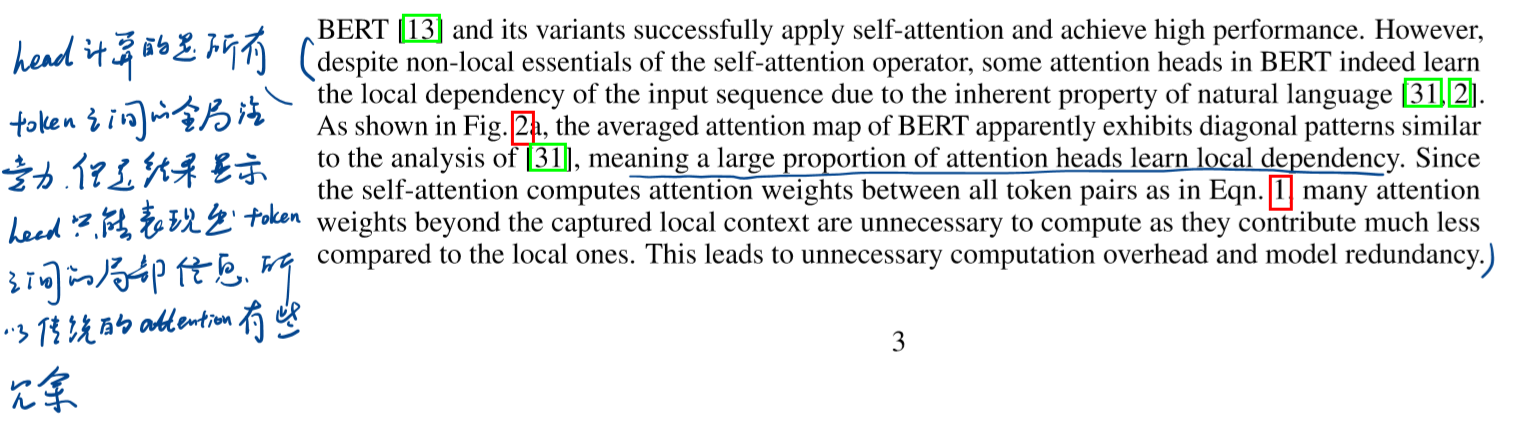 head 计算的是所有
token 之间的全局注
意力.但是结果显示
head 只能表现出 token
之间的局部信息.所
以传统的 attention 有些
冗余
BERT [13] and its variants successfully apply self-attention and achieve high performance. However,
despite non-local essentials of the self-attention operator, some attention heads in BERT indeed learn
the local dependency of the input sequence due to the inherent property of natural language [31, 2].
As shown in Fig. 2a, the averaged attention map of BERT apparently exhibits diagonal patterns similar
to the analysis of [31], meaning a large proportion of attention heads learn local dependency. Since
the self-attention computes attention weights between all token pairs as in Eqn. 1, many attention
weights beyond the captured local context are unnecessary to compute as they contribute much less
compared to the local ones. This leads to unnecessary computation overhead and model redundancy.
3